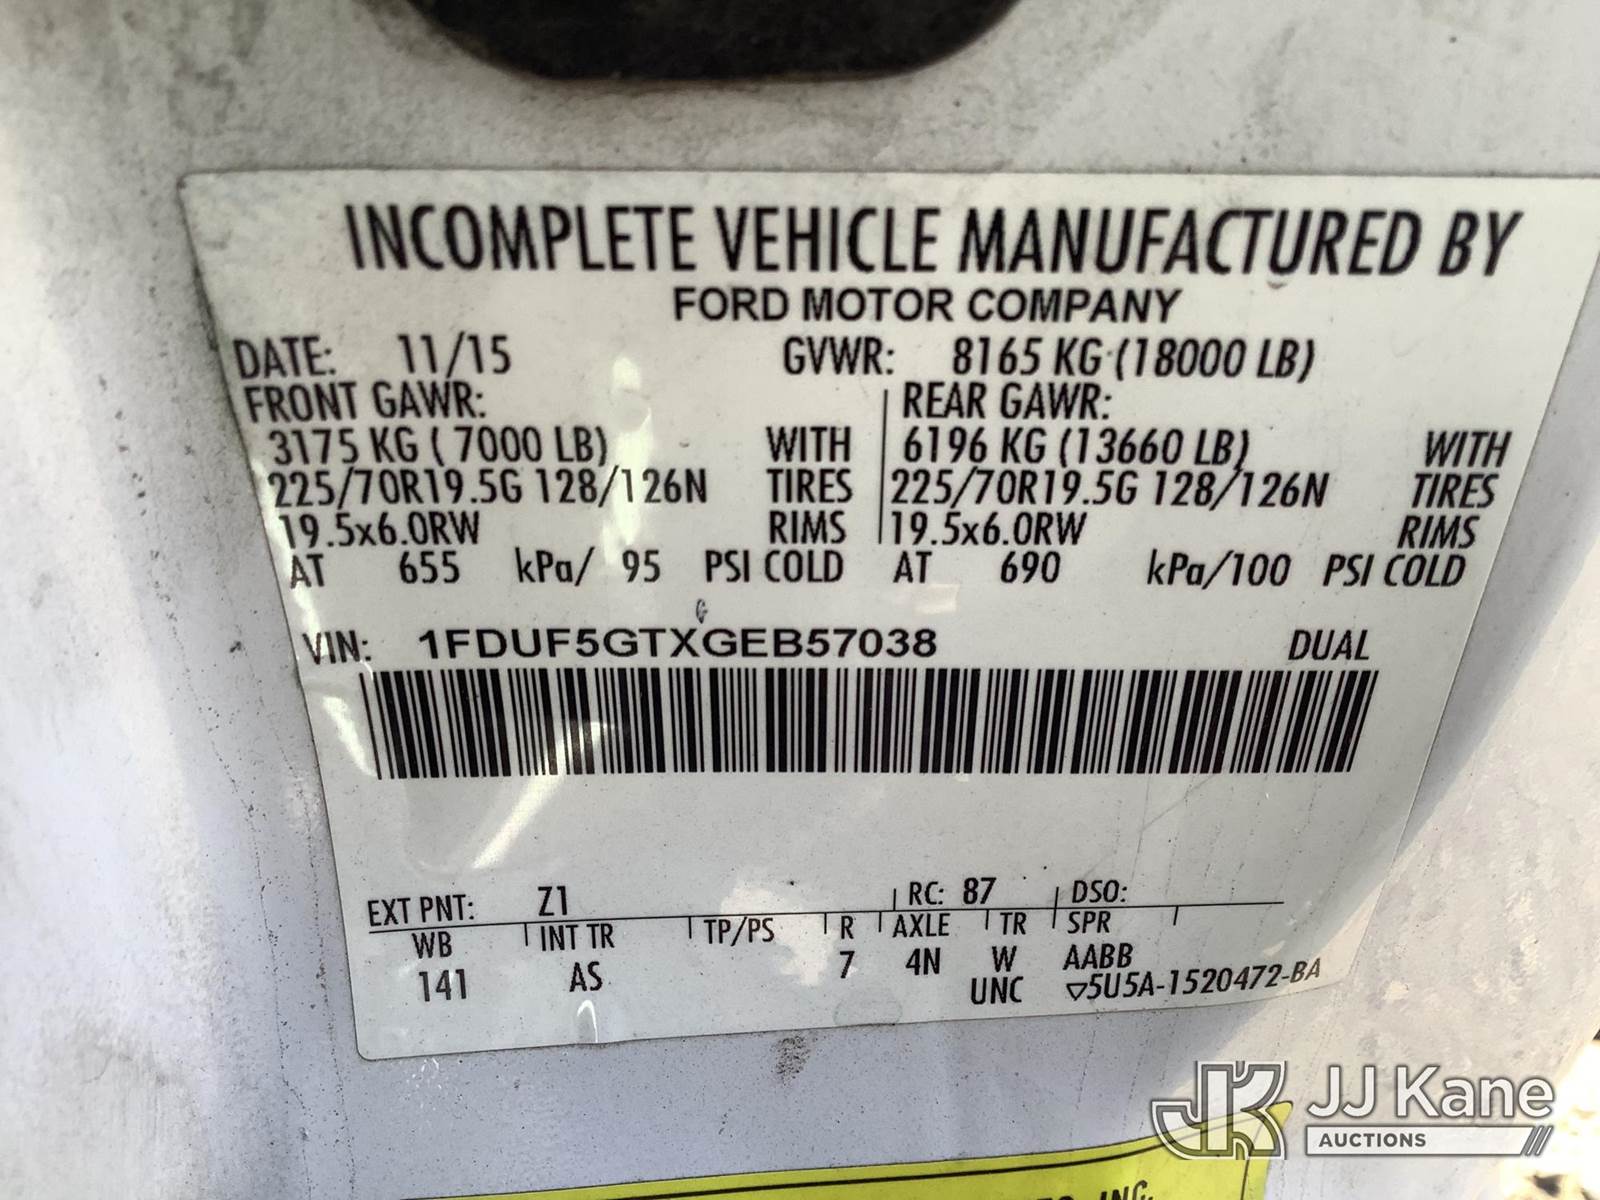 INCOMPLETE VEHICLE MANUFACTURED BY
FORD MOTOR COMPANY
DATE: 11/15 GVWR: 8165 KG (18000 LB)
FRONT GAWR: REAR GAWR:
3175 KG ( 7000 LB) WITH 6196 KG (13660 LB) WITH
225/70R19.5G 128/126N TIRES 225/70R19.5G 128/126N TIRES
19.5x6.0RW RIMS 19.5x6.0RW RIMS
AT 655 kPa/ 95 PSI COLD AT 690 kPa/100 PSI COLD
VIN: 1FDUF5GTXGEB57038 DUAL
EXT PNT: Z1 RC: 87 DSO:
WB INT TR TP/PS R AXLE TR SPR
141 AS 7 4N W AABB
UNC ▽5U5A-1520472-BA
JJ Kane
AUCTIONS
INC.